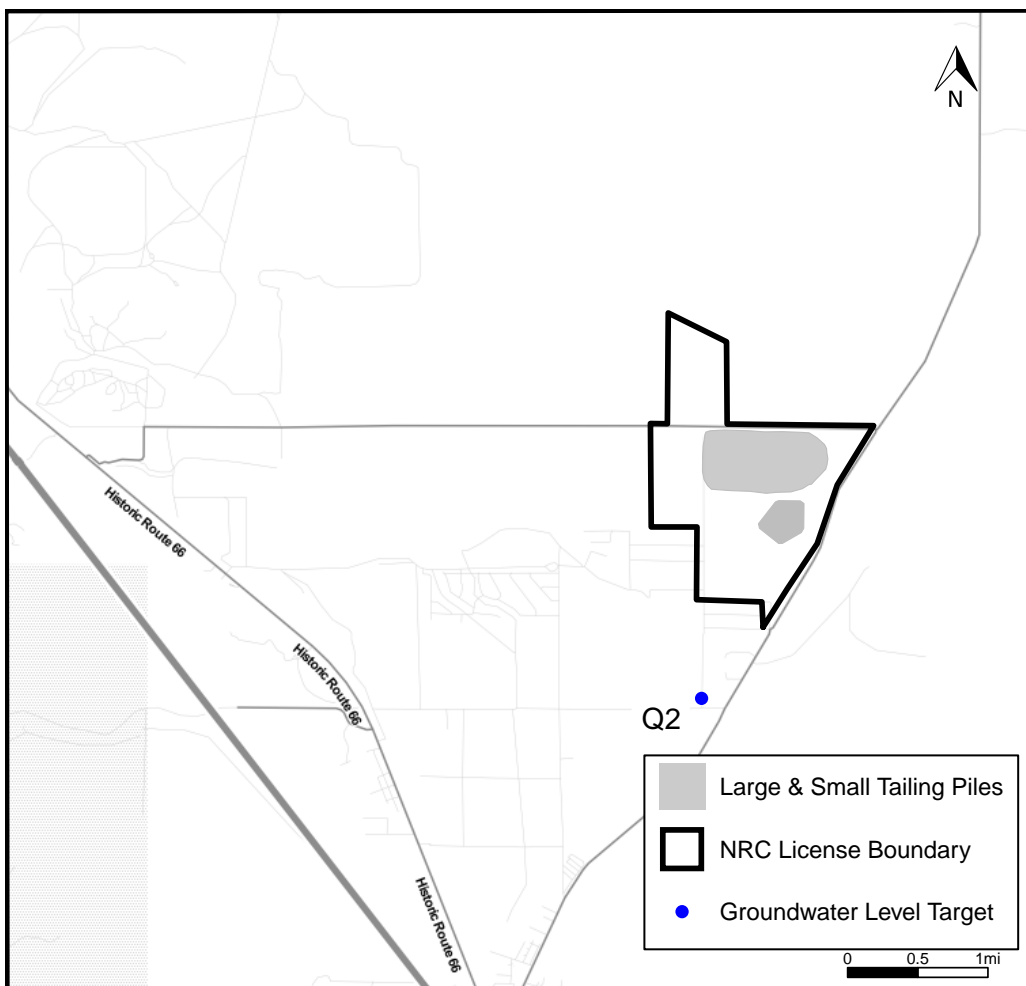 N
Historic Route 66
Historic Route 66
Q2
Historic Route 66
Large & Small Tailing Piles
NRC License Boundary
Groundwater Level Target
0 0.5 1mi